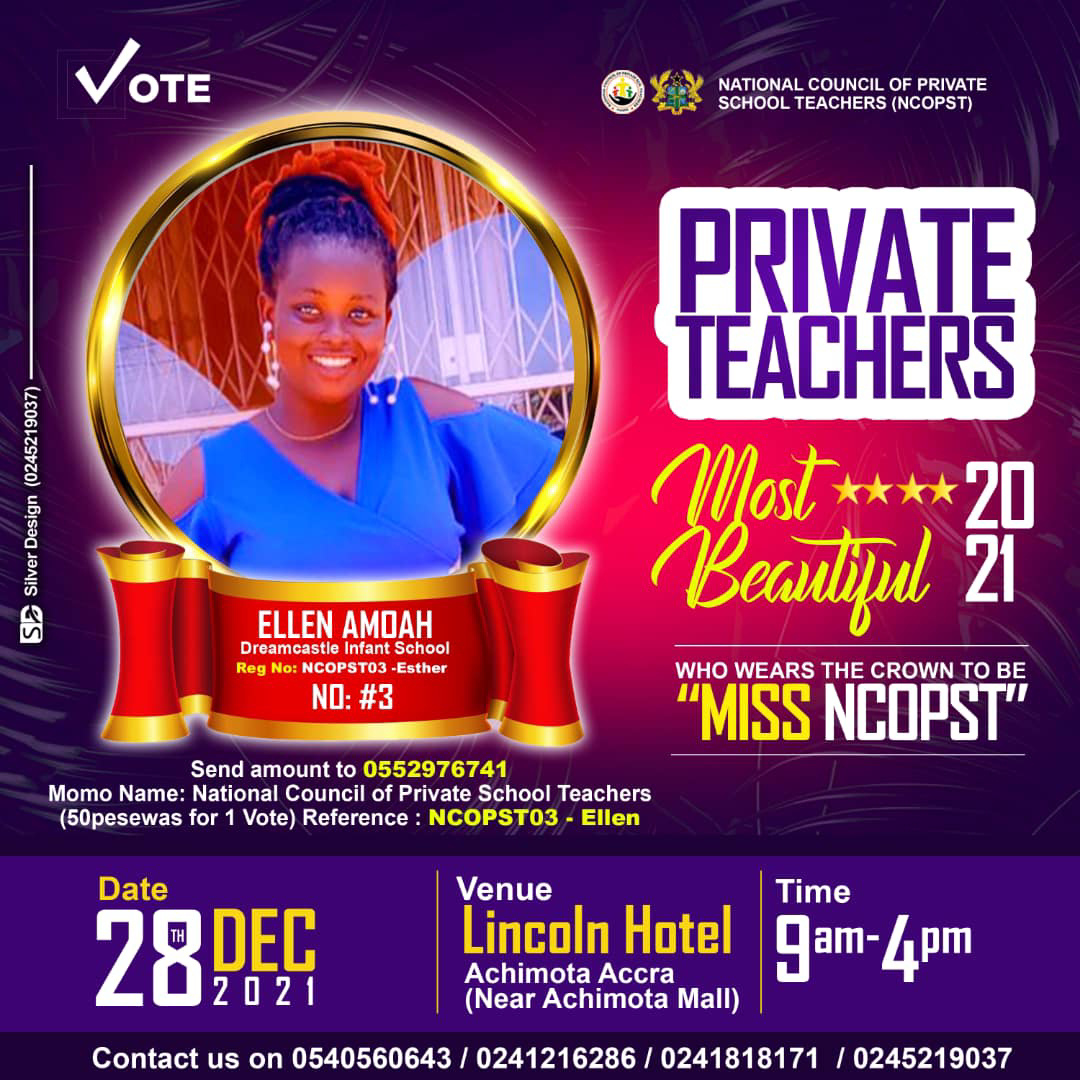 VOTE
NATIONAL COUNCIL OF PRIVATE
SCHOOL TEACHERS (NCOPST)
PRIVATE
TEACHERS
Most
Beautiful
20
21
WHO WEARS THE CROWN TO BE
“MISS NCOPST”
SD Silver Design (0245219037)
ELLEN AMOAH
Dreamcastle Infant School
Reg No: NCOPST03 -Esther
NO: #3
Send amount to 0552976741
Momo Name: National Council of Private School Teachers
(50pesewas for 1 Vote) Reference : NCOPST03 - Ellen
Date
28TH DEC
2021
Venue
Lincoln Hotel
Achimota Accra
(Near Achimota Mall)
Time
9am-4pm
Contact us on 0540560643 / 0241216286 / 0241818171 / 0245219037